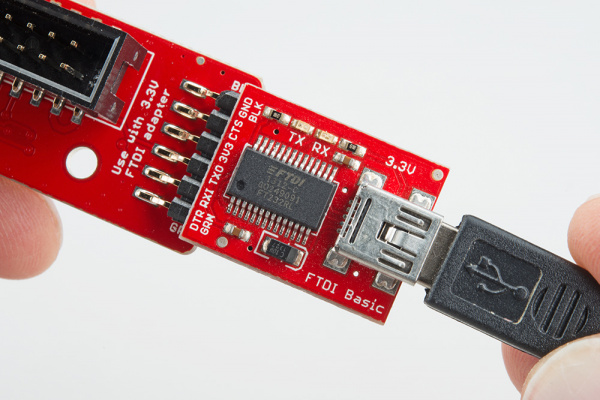 Use with 3.3V
FTDI adapter
BLK
GND
CTS
3V3
TXO
RXI
DTR
GRN
TX RX
3.3V
FTDI
FTDI Basic